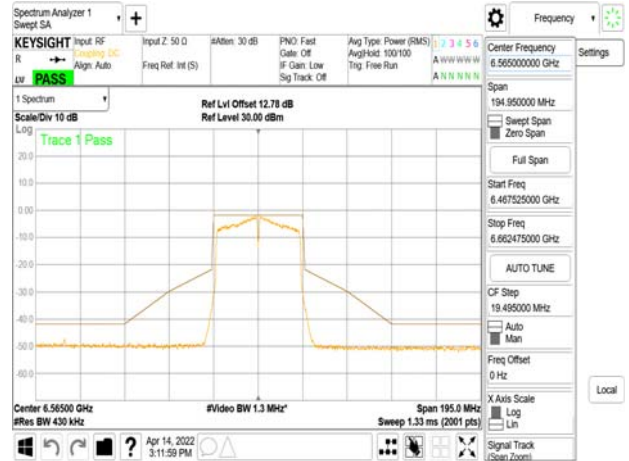 Spectrum Analyzer 1
Swept SA
Frequency
Settings
KEYSIGHT
R
LV PASS
Input: RF
Coupling: DC
Align: Auto
Input Z: 50 Ω
Freq Ref: Int (S)
#Atten: 30 dB
PNO: Fast
Gate: Off
IF Gain: Low
Sig Track: Off
Avg Type: Power (RMS)
Avg|Hold: 100/100
Trig: Free Run
1 2 3 4 5 6
A W W W W W
A N N N N N
1 Spectrum
Scale/Div 10 dB
Ref Lvl Offset 12.78 dB
Ref Level 30.00 dBm
Log
Trace 1 Pass
20.0
10.0
0.00
-10.0
-20.0
-30.0
-40.0
-50.0
-60.0
Center 6.56500 GHz
#Video BW 1.3 MHz*
Span 195.0 MHz
#Res BW 430 kHz
Sweep 1.33 ms (2001 pts)
Apr 14, 2022
3:11:59 PM
Center Frequency
6.565000000 GHz
Span
194.950000 MHz
Swept Span
Zero Span
Full Span
Start Freq
6.467525000 GHz
Stop Freq
6.662475000 GHz
AUTO TUNE
CF Step
19.495000 MHz
Auto
Man
Freq Offset
0 Hz
X Axis Scale
Log
Lin
Signal Track
(Span Zoom)
Local